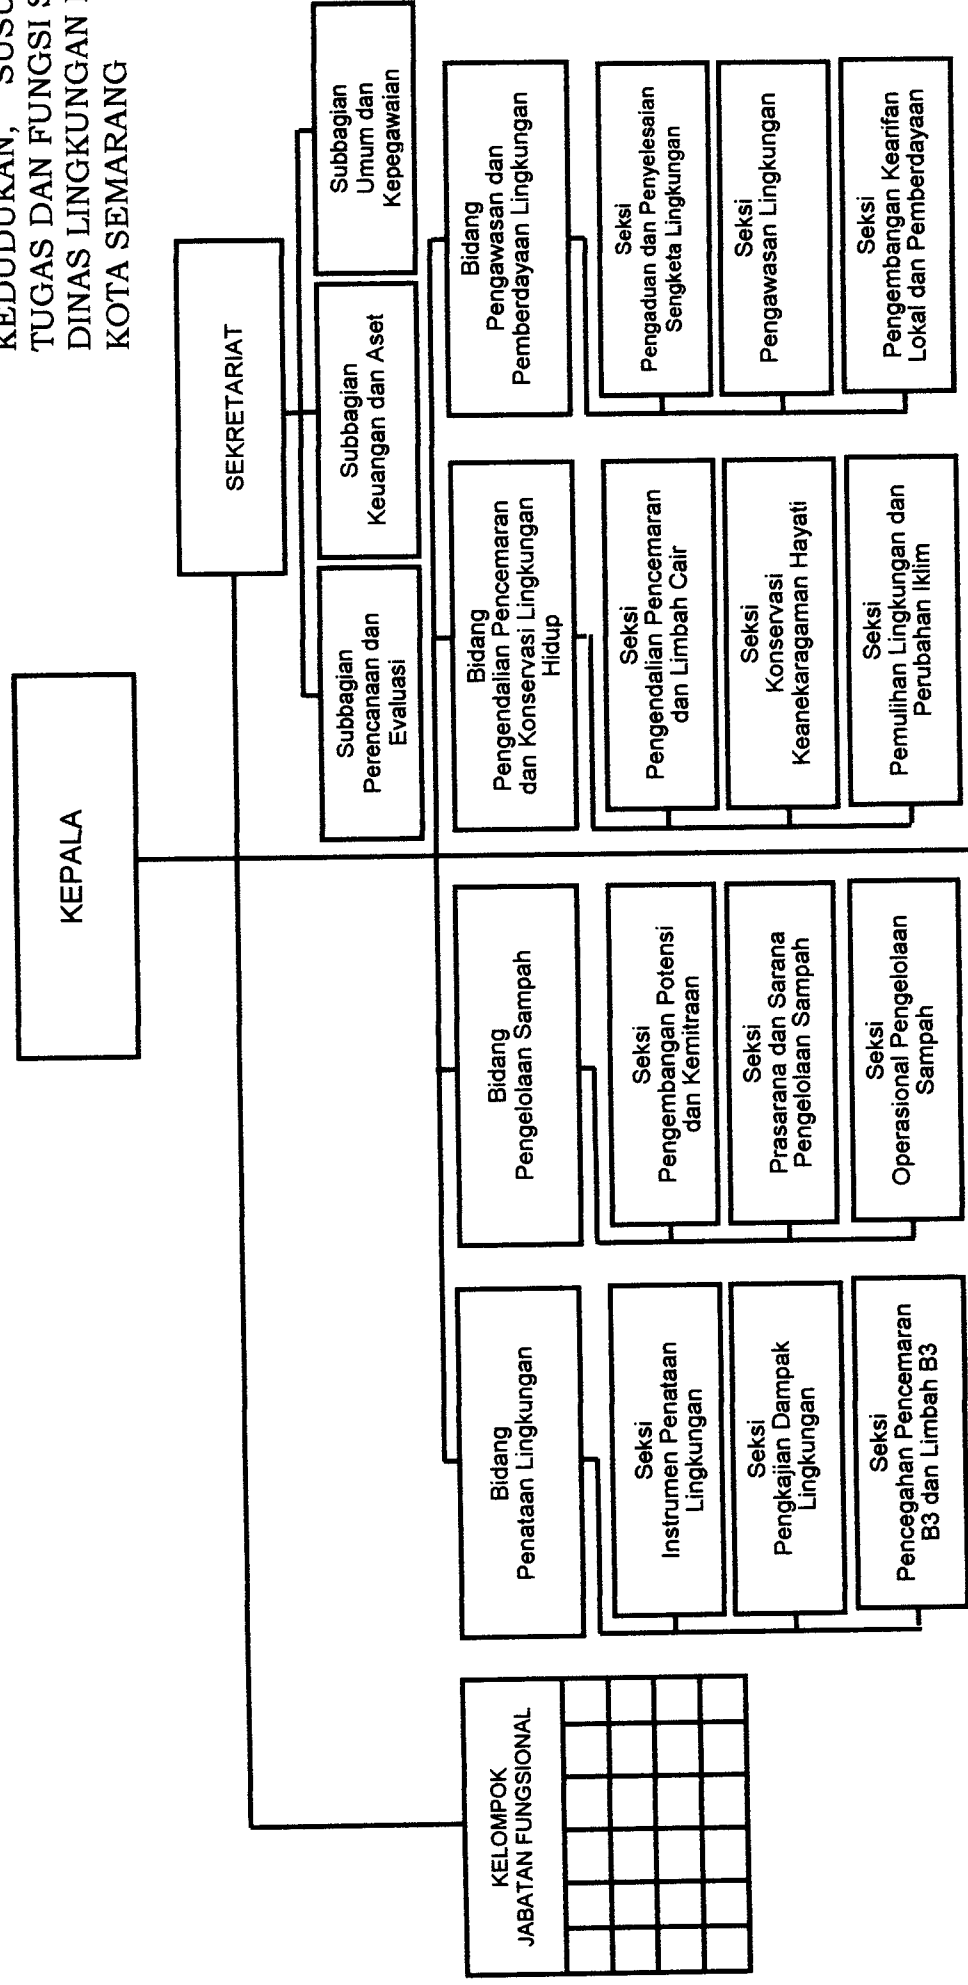 KEDUDUKAN,
TUGAS DAN FUNGSI
DINAS LINGKUNGAN
KOTA SEMARANG
KEPALA
SEKRETARIAT
Subbagian
Perencanaan dan
Evaluasi
Subbagian
Keuangan dan Aset
Subbagian
Umum dan
Kepegawaian
KELOMPOK
JABATAN FUNGSIONAL
Bidang
Penataan Lingkungan
Seksi
Instrumen Penataan
Lingkungan
Seksi
Pengkajian Dampak
Lingkungan
Seksi
Pencegahan Pencemaran
B3 dan Limbah B3
Bidang
Pengelolaan Sampah
Seksi
Pengembangan Potensi
dan Kemitraan
Seksi
Prasarana dan Sarana
Pengelolaan Sampah
Seksi
Operasional Pengelolaan
Sampah
Bidang
Pengendalian Pencemaran
dan Konservasi Lingkungan
Hidup
Seksi
Pengendalian Pencemaran
dan Limbah Cair
Seksi
Konservasi
Keanekaragaman Hayati
Seksi
Pemulihan Lingkungan dan
Perubahan Iklim
Bidang
Pengawasan dan
Pemberdayaan Lingkungan
Seksi
Pengaduan dan Penyelesaian
Sengketa Lingkungan
Seksi
Pengawasan Lingkungan
Seksi
Pengembangan Kearifan
Lokal dan Pemberdayaan